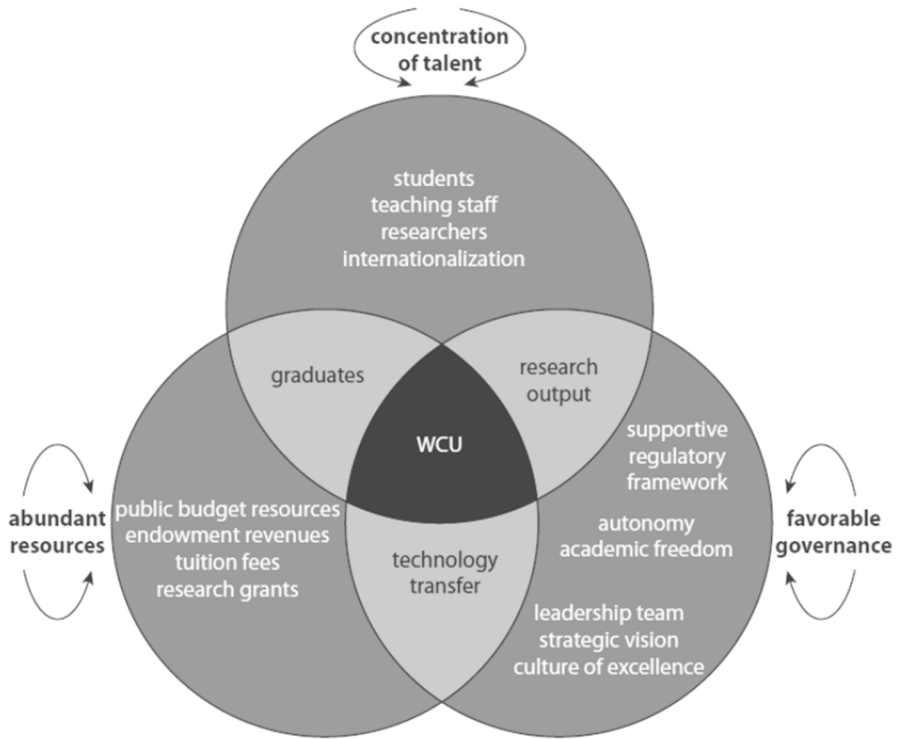 concentration
of talent
students
teaching staff
researchers
internationalization
graduates
research
output
WCU
supportive
regulatory
framework
abundant
resources
public budget resources
endowment revenues
tuition fees
research grants
autonomy
academic freedom
favorable
governance
technology
transfer
leadership team
strategic vision
culture of excellence